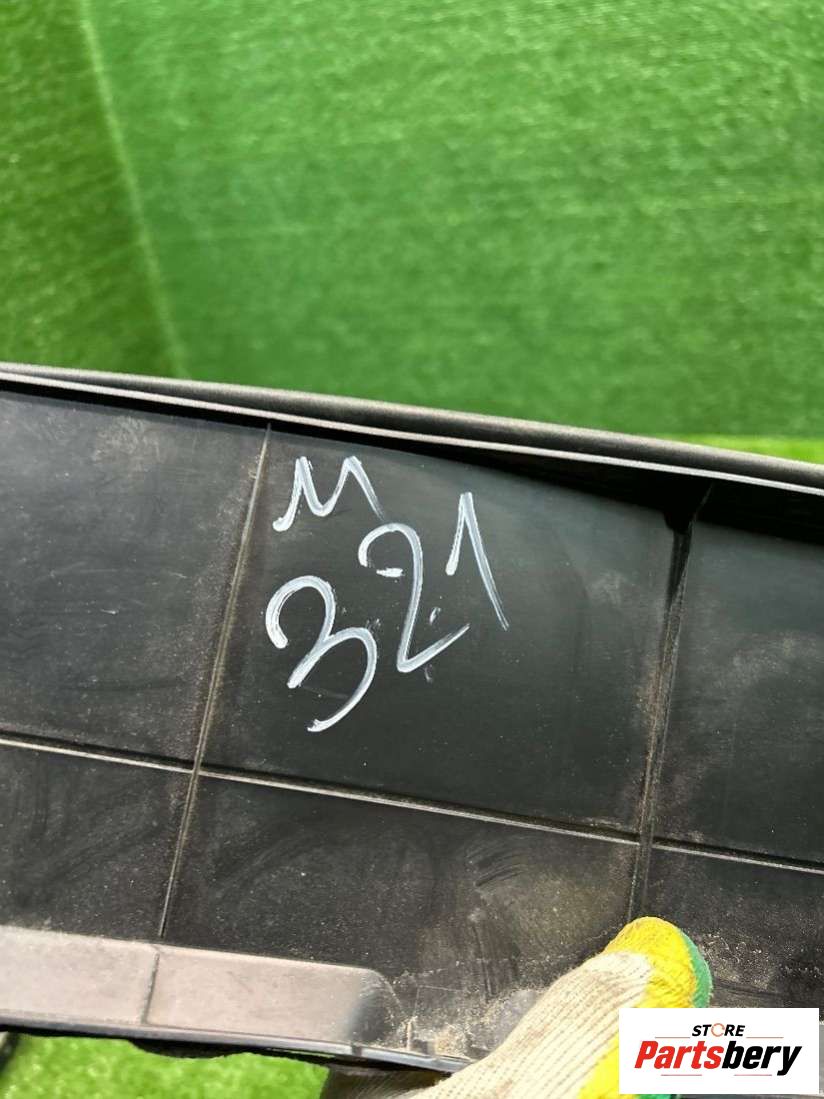 м
321
STORE
Partsbery